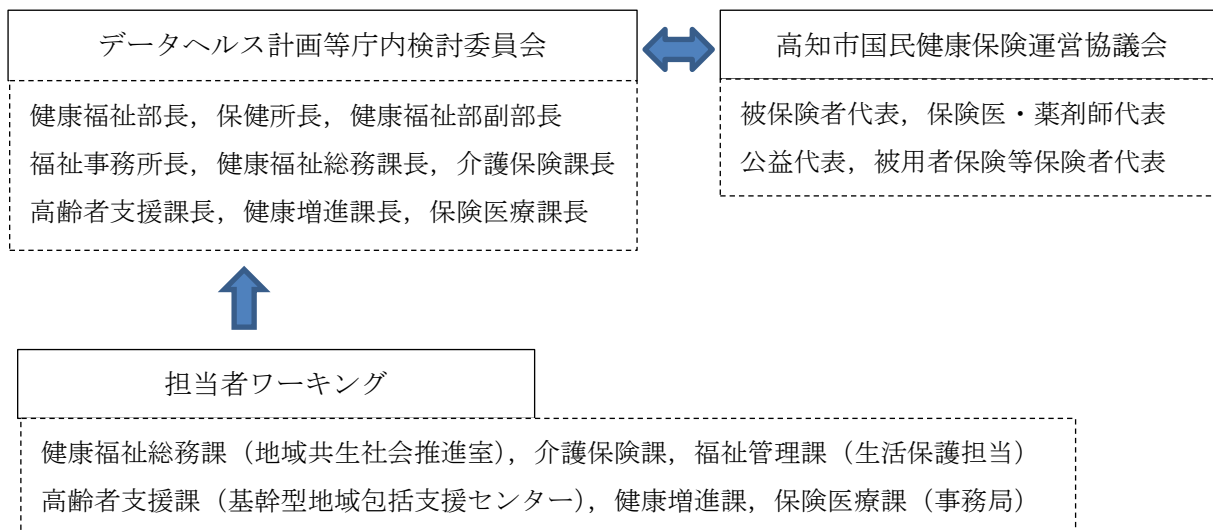 データヘルス計画等庁内検討委員会
健康福祉部長，保健所長，健康福祉部副部長
福祉事務所長，健康福祉総務課長，介護保険課長
高齢者支援課長，健康増進課長，保険医療課長
高知市国民健康保険運営協議会
被保険者代表，保険医・薬剤師代表
公益代表，被用者保険等保険者代表
担当者ワーキング
健康福祉総務課（地域共生社会推進室），介護保険課，福祉管理課（生活保護担当）
高齢者支援課（基幹型地域包括支援センター），健康増進課，保険医療課（事務局）